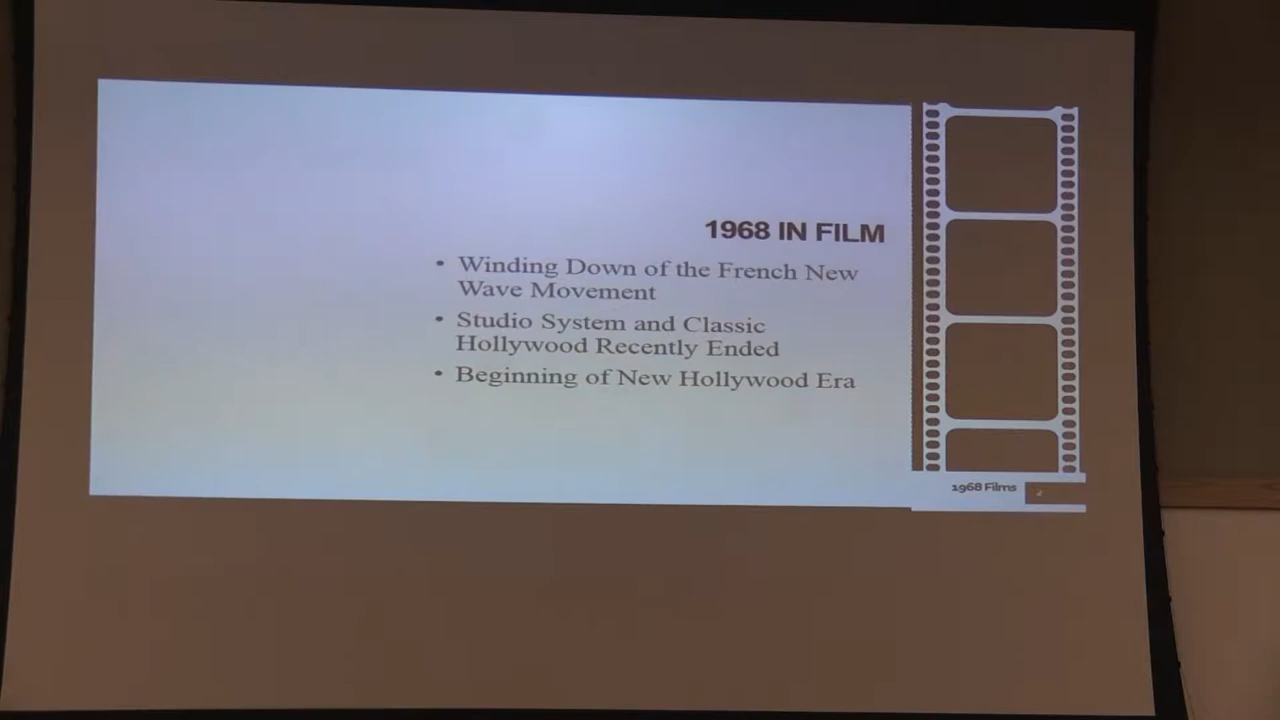 1968 IN FILM
• Winding Down of the French New
Wave Movement
• Studio System and Classic
Hollywood Recently Ended
• Beginning of New Hollywood Era
1968 Films
2